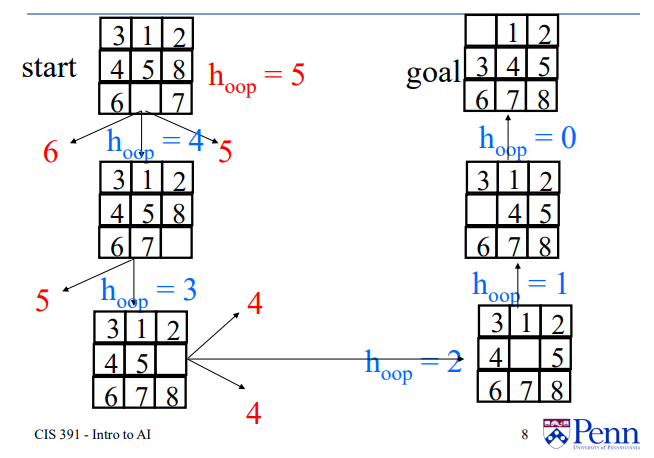 start
3 1 2
4 5 8
6 7
h_oop = 5
6
h_oop = 4
5
3 1 2
4 5 8
6 7
5
h_oop = 3
3 1 2
4 5
6 7 8
4
4
h_oop = 2
3 1 2
4 5
6 7 8
h_oop = 1
3 1 2
4 5
6 7 8
h_oop = 0
goal
1 2
3 4 5
6 7 8
CIS 391 - Intro to AI
8
Penn
UNIVERSITY of PENNSYLVANIA